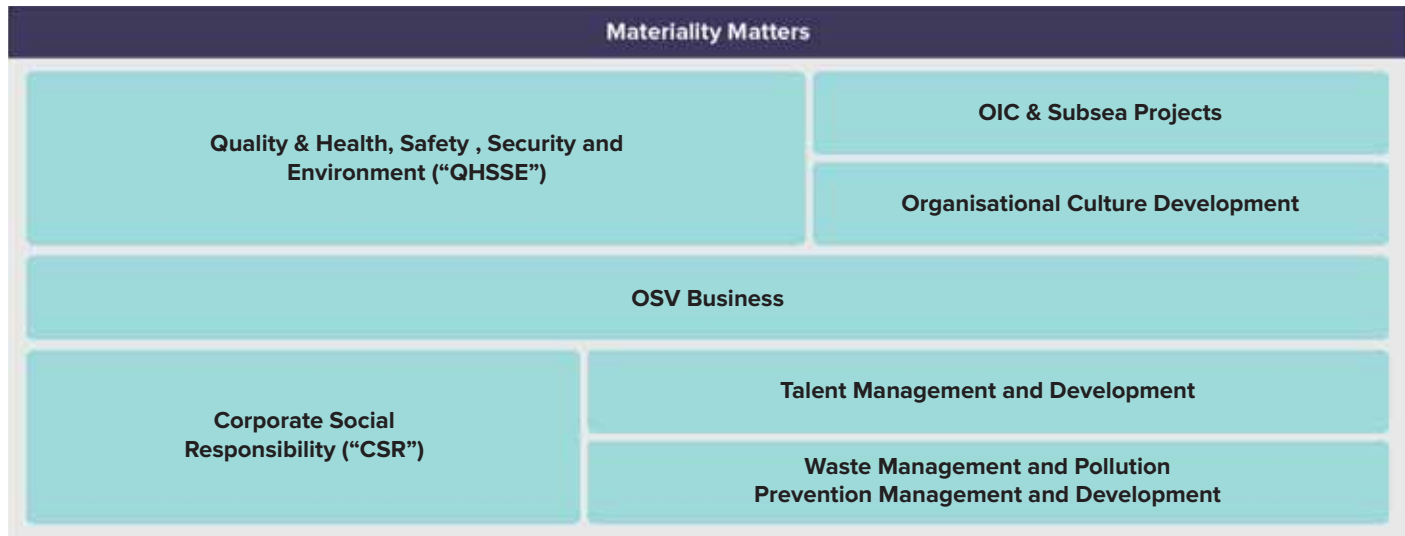 Materiality Matters
Quality & Health, Safety , Security and
Environment (“QHSSE”)
OIC & Subsea Projects
Organisational Culture Development
OSV Business
Corporate Social
Responsibility (“CSR”)
Talent Management and Development
Waste Management and Pollution
Prevention Management and Development